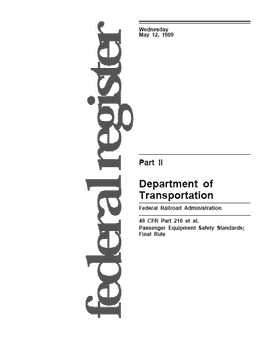 Wednesday
May 12, 1999
federal register
Part II
Department of
Transportation
Federal Railroad Administration
49 CFR Part 216 et al.
Passenger Equipment Safety Standards;
Final Rule